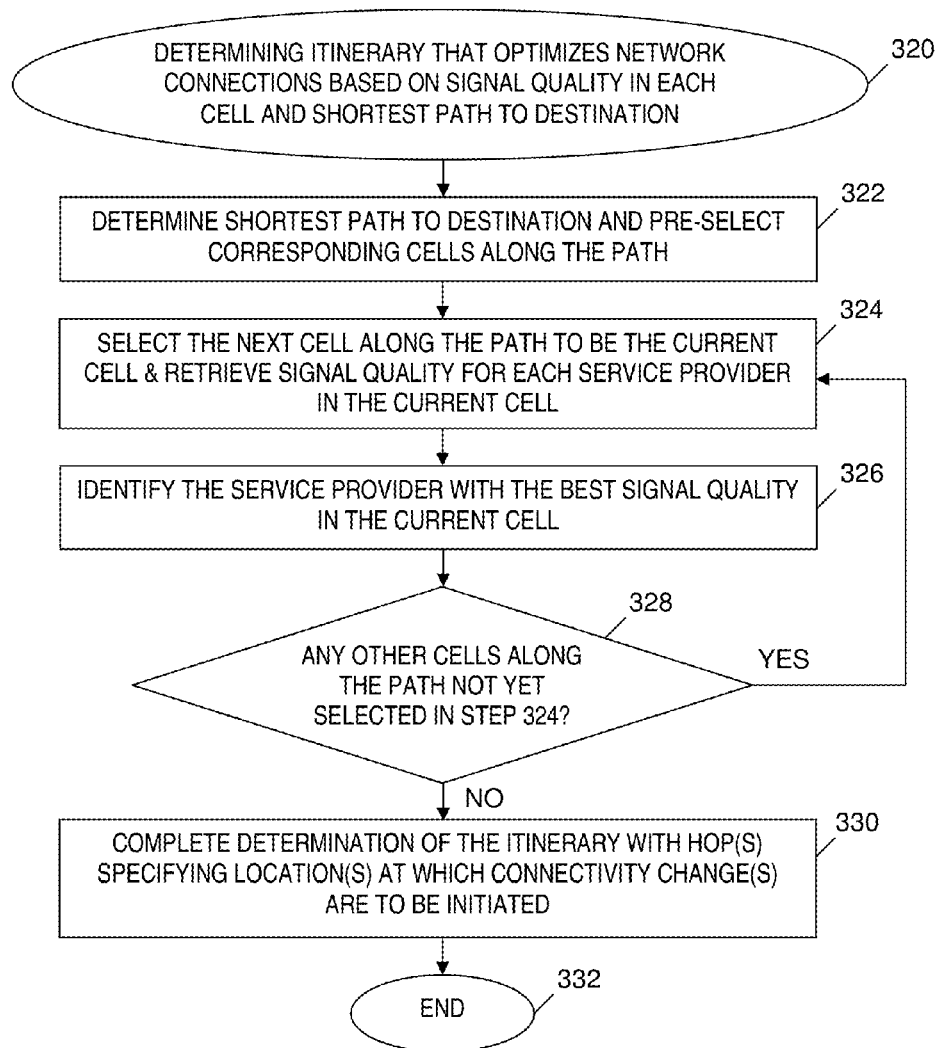 DETERMINING ITINERARY THAT OPTIMIZES NETWORK
CONNECTIONS BASED ON SIGNAL QUALITY IN EACH
CELL AND SHORTEST PATH TO DESTINATION
320
322
DETERMINE SHORTEST PATH TO DESTINATION AND PRE-SELECT
CORRESPONDING CELLS ALONG THE PATH
324
SELECT THE NEXT CELL ALONG THE PATH TO BE THE CURRENT
CELL & RETRIEVE SIGNAL QUALITY FOR EACH SERVICE PROVIDER
IN THE CURRENT CELL
326
IDENTIFY THE SERVICE PROVIDER WITH THE BEST SIGNAL QUALITY
IN THE CURRENT CELL
328
ANY OTHER CELLS ALONG
THE PATH NOT YET
SELECTED IN STEP 324?
YES
NO
330
COMPLETE DETERMINATION OF THE ITINERARY WITH HOP(S)
SPECIFYING LOCATION(S) AT WHICH CONNECTIVITY CHANGE(S)
ARE TO BE INITIATED
332
END